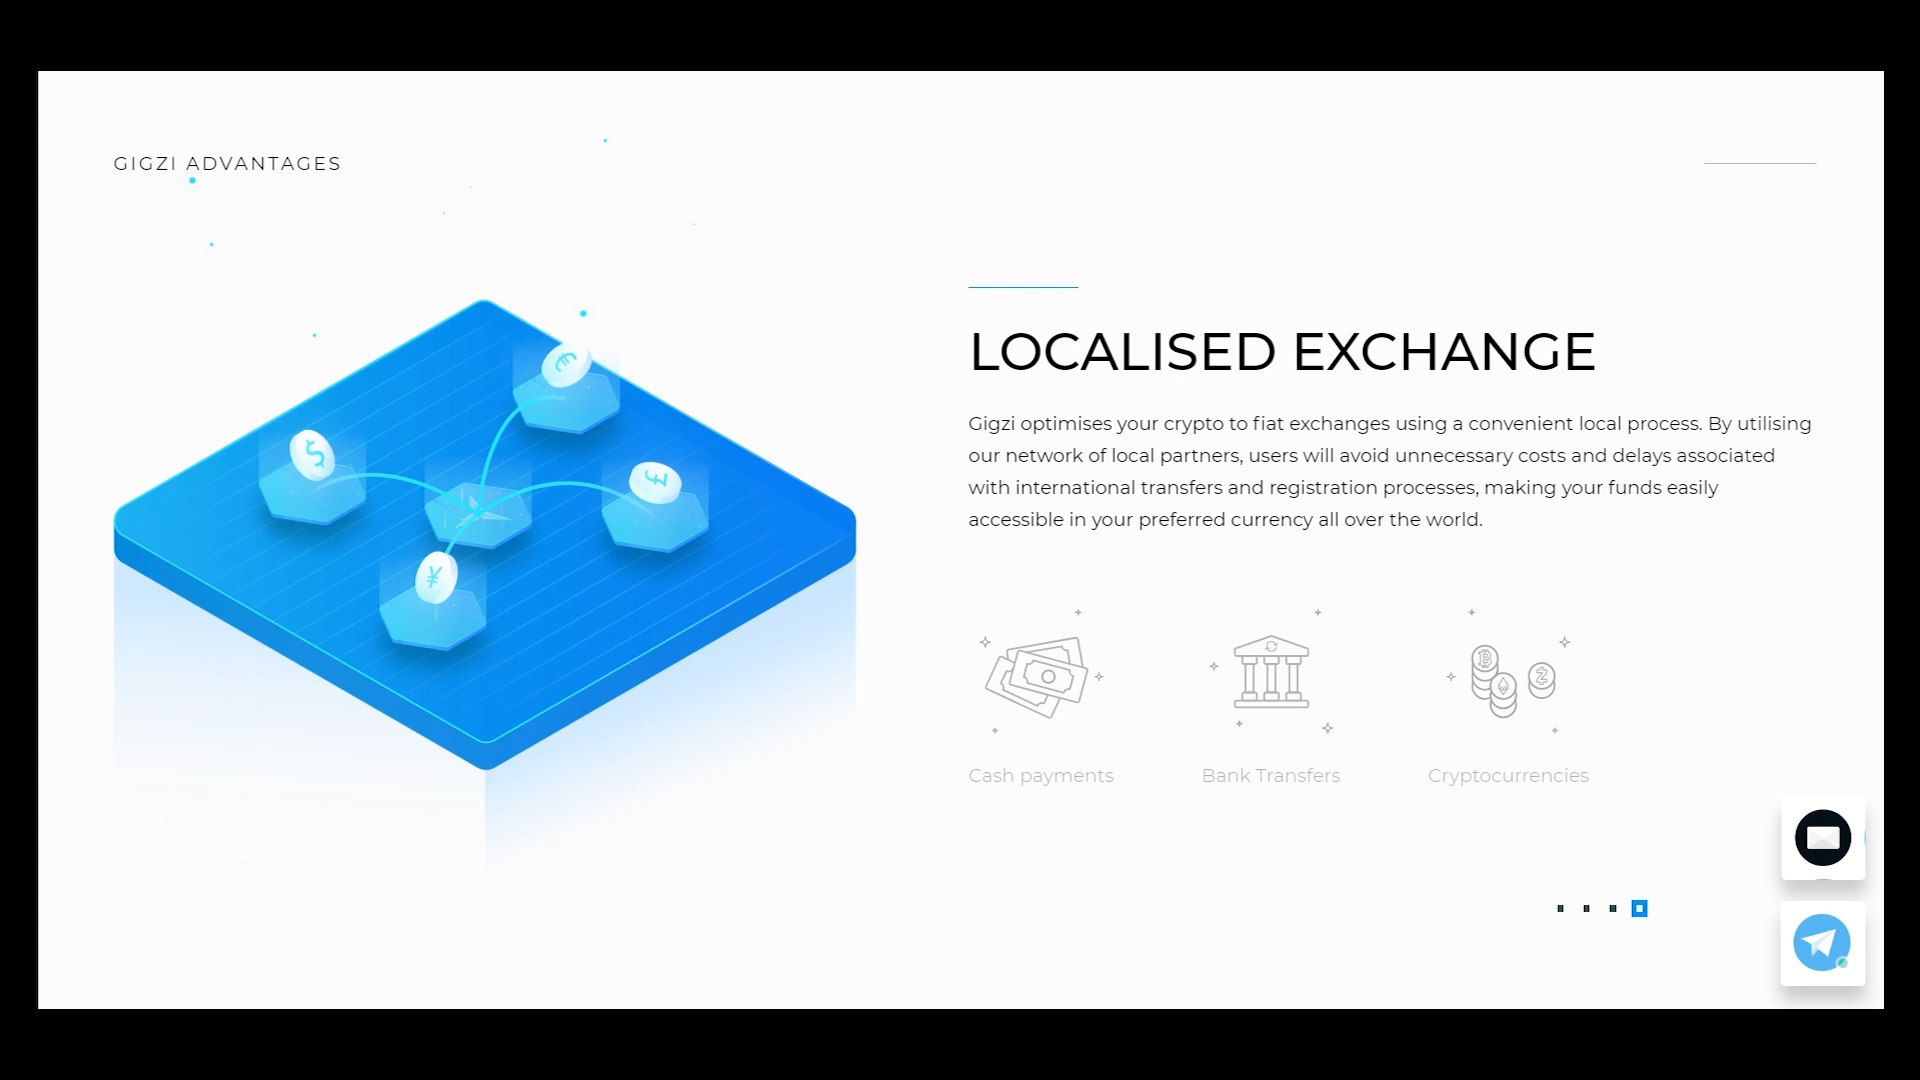 GIGZI ADVANTAGES
LOCALISED EXCHANGE
Gigzi optimises your crypto to fiat exchanges using a convenient local process. By utilising
our network of local partners, users will avoid unnecessary costs and delays associated
with international transfers and registration processes, making your funds easily
accessible in your preferred currency all over the world.
Cash payments
Bank Transfers
Cryptocurrencies